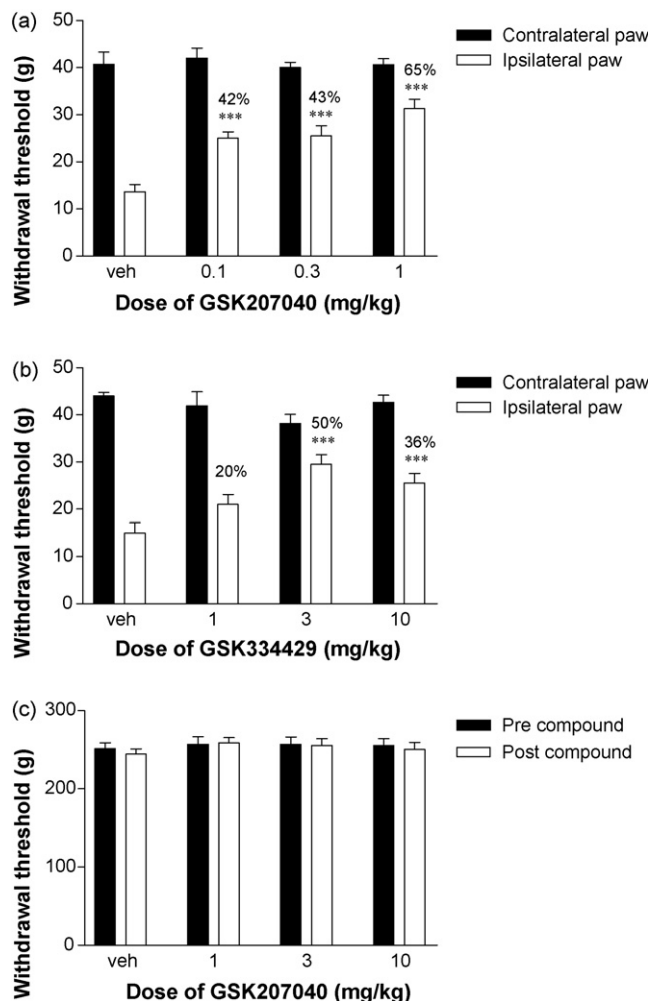 (a)
Withdrawal threshold (g)
50
40
30
20
10
0
Contralateral paw
Ipsilateral paw
42%
***
43%
***
65%
***
veh 0.1 0.3 1
Dose of GSK207040 (mg/kg)
(b)
Withdrawal threshold (g)
50
40
30
20
10
0
Contralateral paw
Ipsilateral paw
20%
50%
***
36%
***
veh 1 3 10
Dose of GSK334429 (mg/kg)
(c)
Withdrawal threshold (g)
300
200
100
0
Pre compound
Post compound
veh 1 3 10
Dose of GSK207040 (mg/kg)